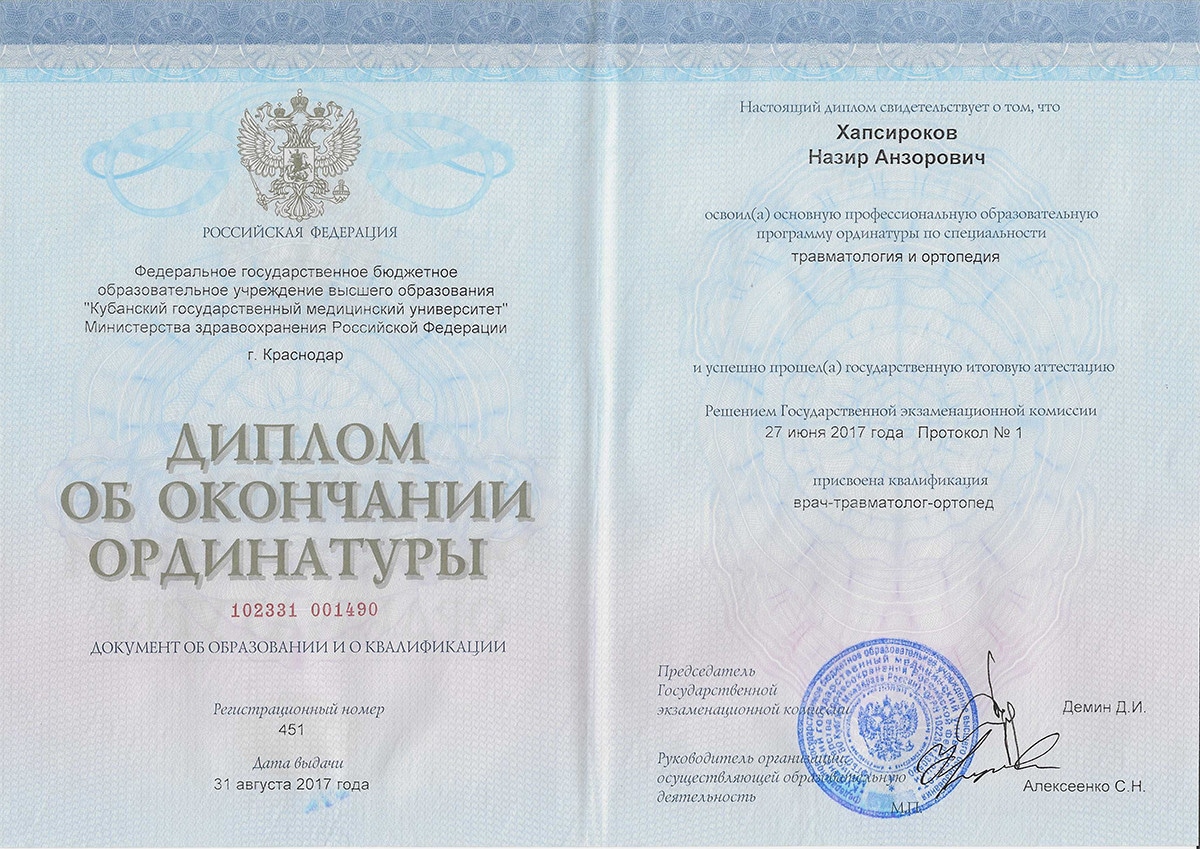 РОССИЙСКАЯ ФЕДЕРАЦИЯ
Федеральное государственное бюджетное
образовательное учреждение высшего образования
"Кубанский государственный медицинский университет"
Министерства здравоохранения Российской Федерации
г. Краснодар
ДИПЛОМ
ОБ ОКОНЧАНИИ
ОРДИНАТУРЫ
102331 001490
ДОКУМЕНТ ОБ ОБРАЗОВАНИИ И О КВАЛИФИКАЦИИ
Регистрационный номер
451
Дата выдачи
31 августа 2017 года
Настоящий диплом свидетельствует о том, что
Хапсироков
Назир Анзорович
освоил(а) основную профессиональную образовательную
программу ординатуры по специальности
травматология и ортопедия
и успешно прошел(а) государственную итоговую аттестацию
Решением Государственной экзаменационной комиссии
27 июня 2017 года Протокол № 1
присвоена квалификация
врач-травматолог-ортопед
Председатель
Государственной
экзаменационной комиссии
Демин Д.И.
Руководитель организации,
осуществляющей образовательную
деятельность
Алексеенко С.Н.
М.П.